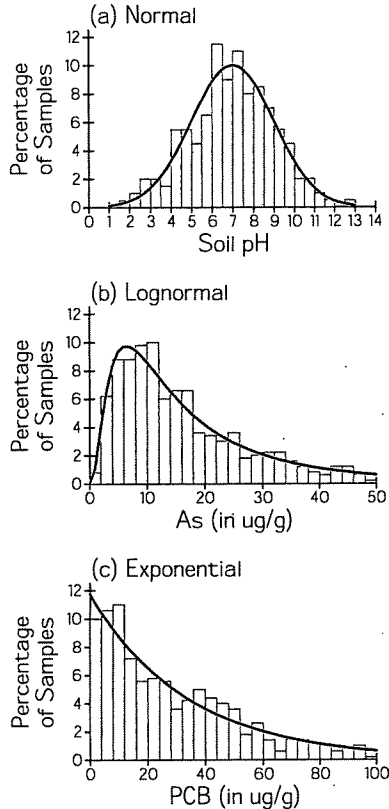 (a) Normal
Percentage
of Samples
12
10
8
6
4
2
0
0 1 2 3 4 5 6 7 8 9 10 11 12 13 14
Soil pH
(b) Lognormal
Percentage
of Samples
12
10
8
6
4
2
0
0 10 20 30 40 50
As (in ug/g)
(c) Exponential
Percentage
of Samples
12
10
8
6
4
2
0
0 20 40 60 80 100
PCB (in ug/g)